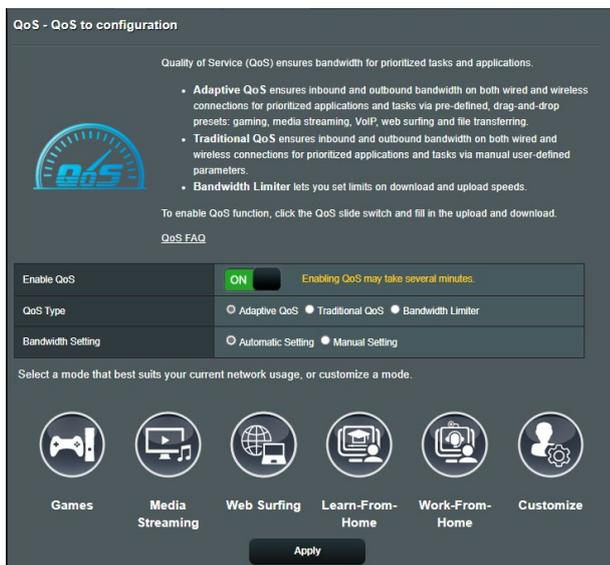 QoS - QoS to configuration
Quality of Service (QoS) ensures bandwidth for prioritized tasks and applications.
• Adaptive QoS ensures inbound and outbound bandwidth on both wired and wireless
connections for prioritized applications and tasks via pre-defined, drag-and-drop
presets: gaming, media streaming, VoIP, web surfing and file transferring.
• Traditional QoS ensures inbound and outbound bandwidth on both wired and
wireless connections for prioritized applications and tasks via manual user-defined
parameters.
• Bandwidth Limiter lets you set limits on download and upload speeds.
QoS
To enable QoS function, click the QoS slide switch and fill in the upload and download.
QoS FAQ
Enable QoS ON Enabling QoS may take several minutes.
QoS Type Adaptive QoS Traditional QoS Bandwidth Limiter
Bandwidth Setting Automatic Setting Manual Setting
Select a mode that best suits your current network usage, or customize a mode.
Games Media Web Surfing Learn-From- Work-From- Customize
Streaming Home Home
Apply